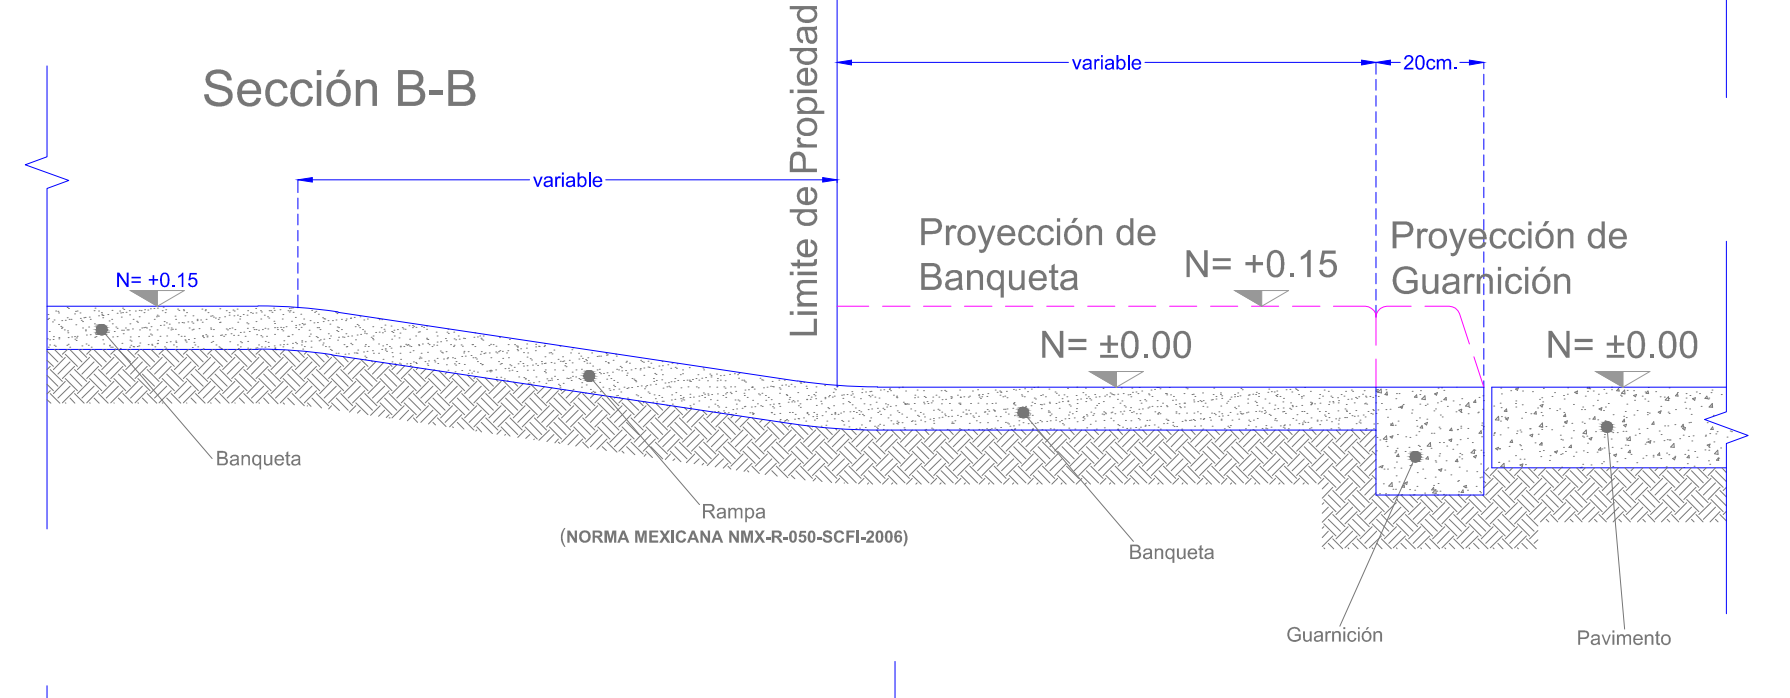 Sección B-B
Limite de Propiedad
variable
20cm.
variable
Proyección de
Banqueta
N= +0.15
Proyección de
Guarnición
N= +0.15
N= ±0.00
N= ±0.00
Banqueta
Rampa
(NORMA MEXICANA NMX-R-050-SCFI-2006)
Banqueta
Guarnición
Pavimento